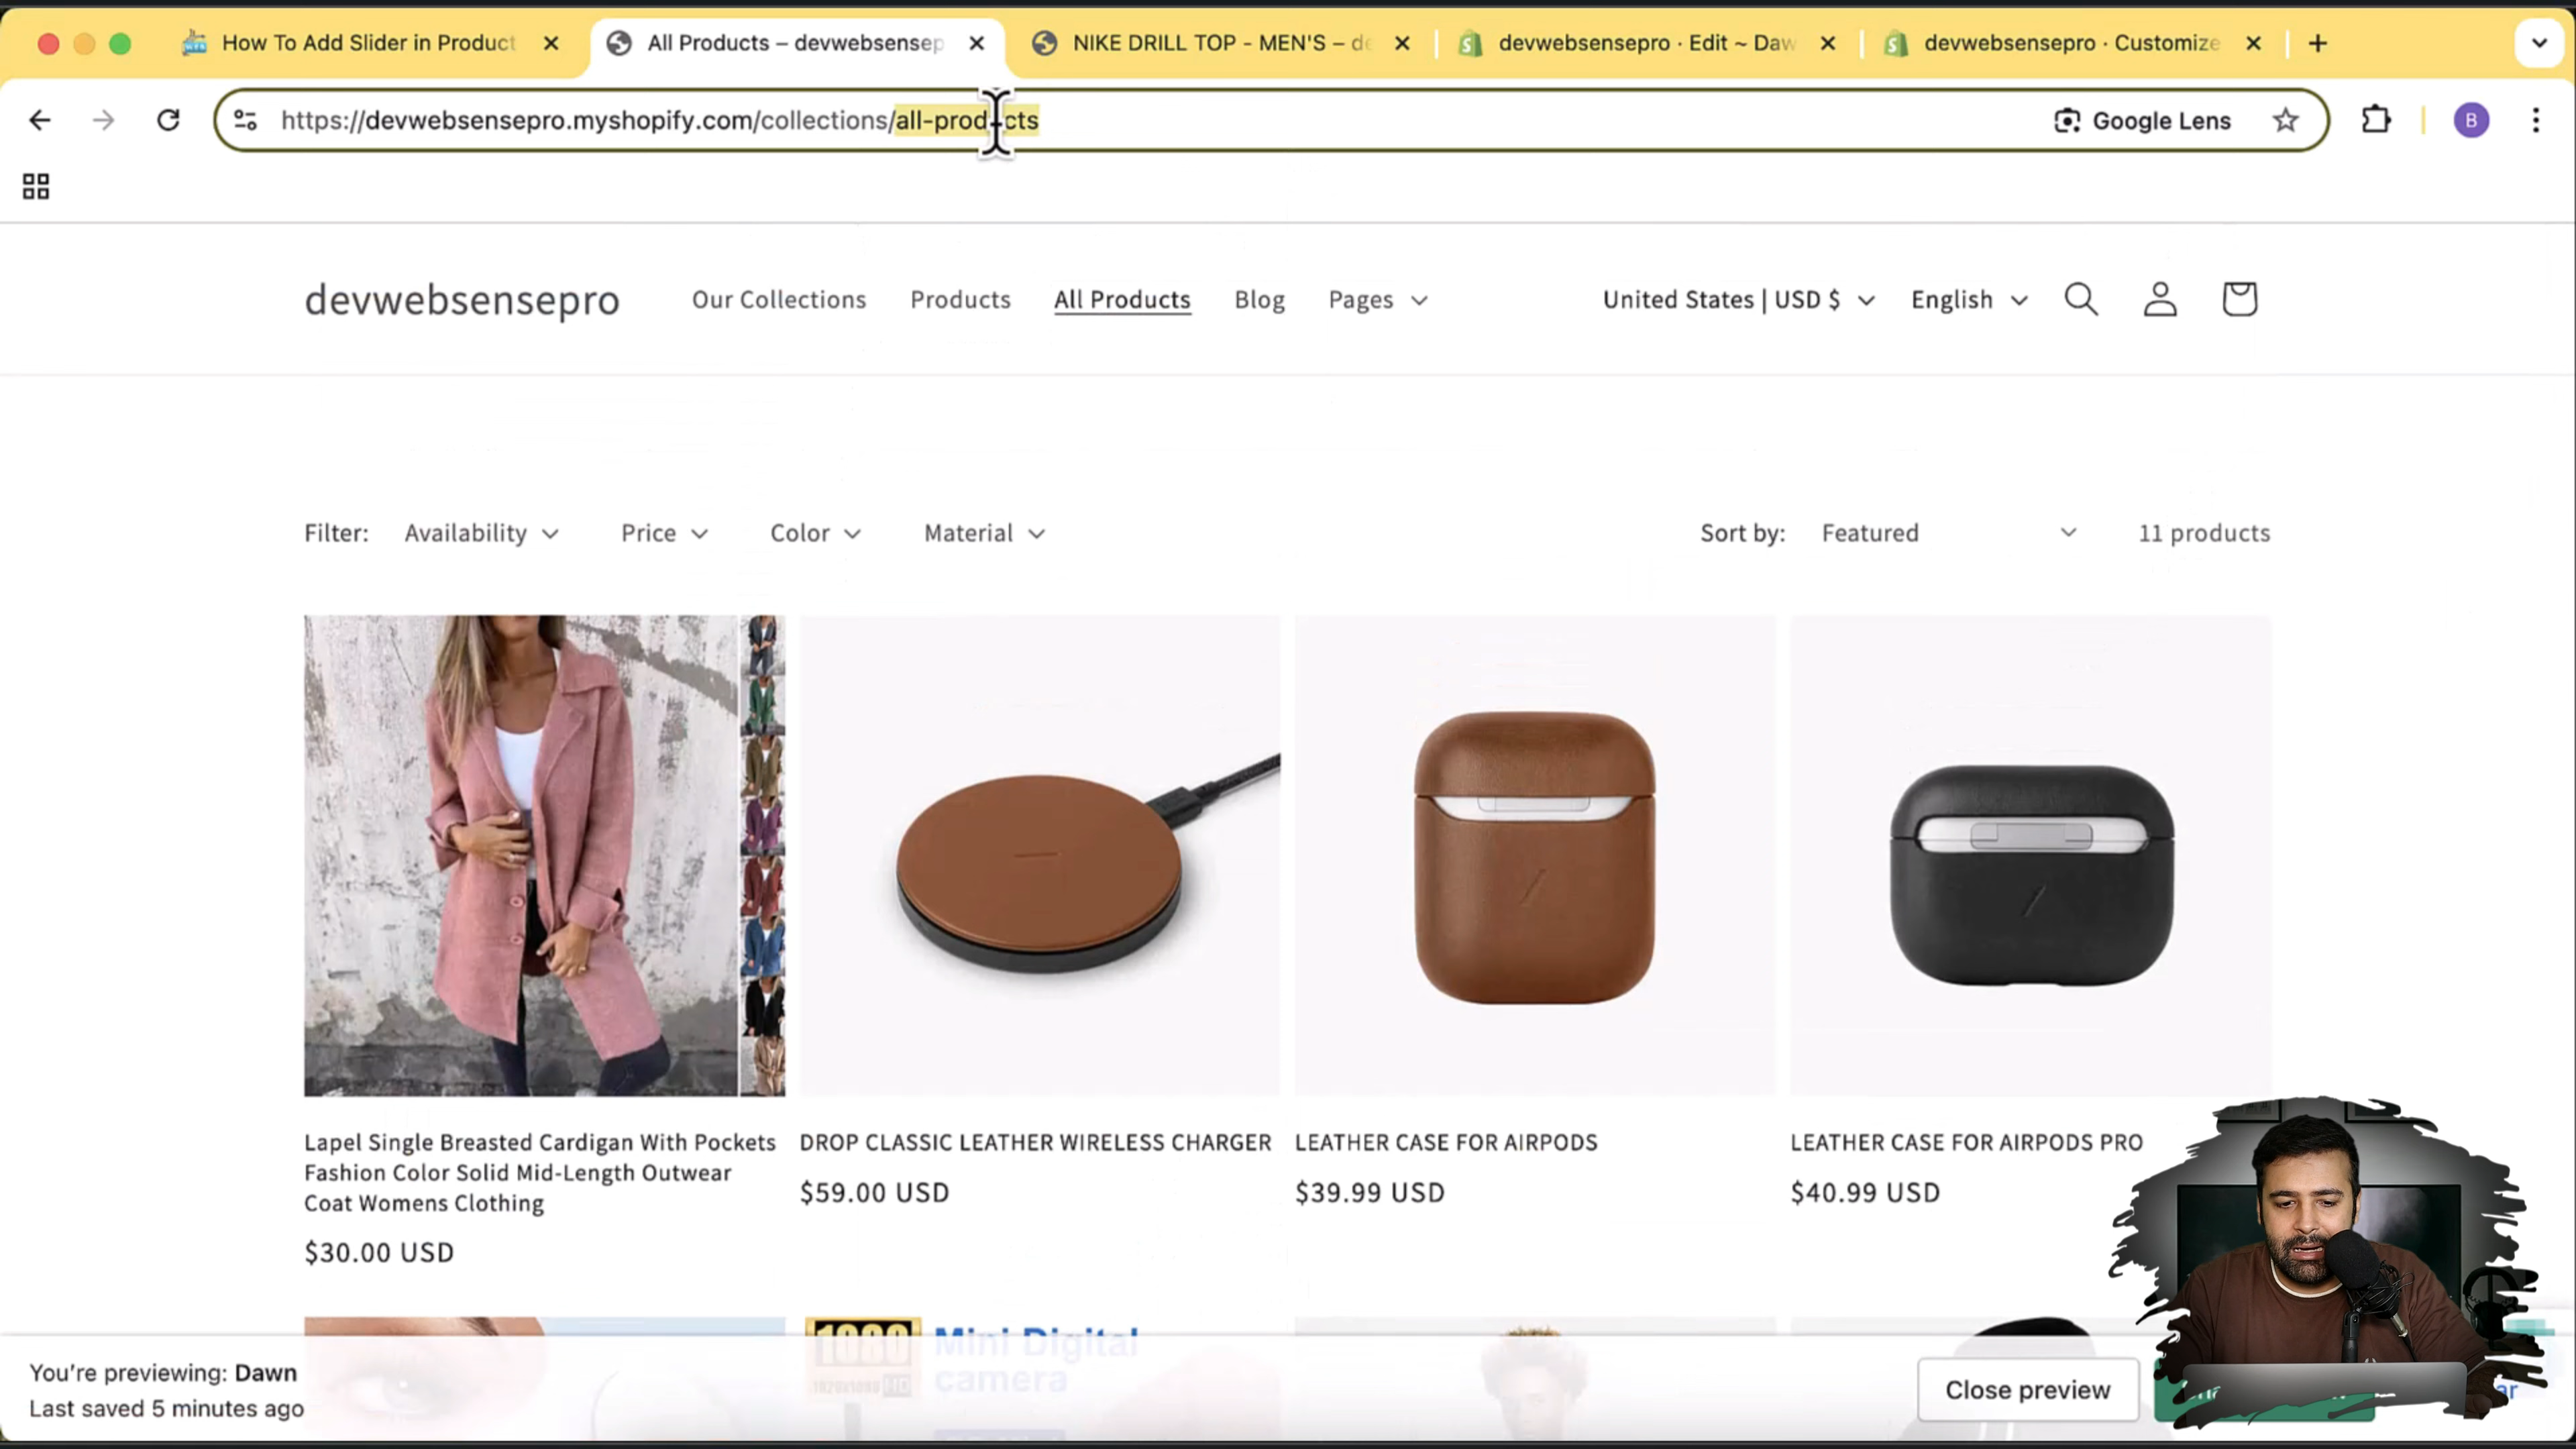 How To Add Slider in Product
All Products – devwebsensep
NIKE DRILL TOP - MEN'S – de
devwebsensepro · Edit ~ Daw
devwebsensepro · Customize
https://devwebsensepro.myshopify.com/collections/all-products
Google Lens
B
devwebsensepro
Our Collections
Products
All Products
Blog
Pages
United States | USD $
English
Filter:
Availability
Price
Color
Material
Sort by:
Featured
11 products
Lapel Single Breasted Cardigan With Pockets
Fashion Color Solid Mid-Length Outwear
Coat Womens Clothing
$30.00 USD
DROP CLASSIC LEATHER WIRELESS CHARGER
$59.00 USD
LEATHER CASE FOR AIRPODS
$39.99 USD
LEATHER CASE FOR AIRPODS PRO
$40.99 USD
1080
Mini Digital
camera
You're previewing: Dawn
Last saved 5 minutes ago
Close preview